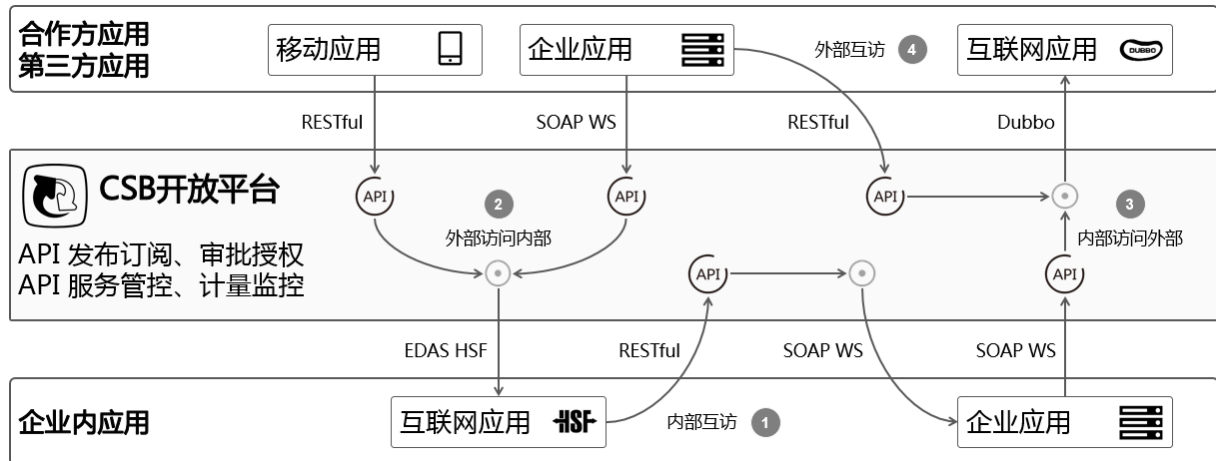 合作方应用
第三方应用
移动应用
企业应用
外部互访 4
互联网应用 DUBBO
RESTful
SOAP WS
RESTful
Dubbo
CSB开放平台
API 发布订阅、审批授权
API 服务管控、计量监控
API
API
API
2
外部访问内部
3
内部访问外部
API
API
EDAS HSF
RESTful
SOAP WS
SOAP WS
企业内应用
互联网应用 HSF
内部互访 1
企业应用